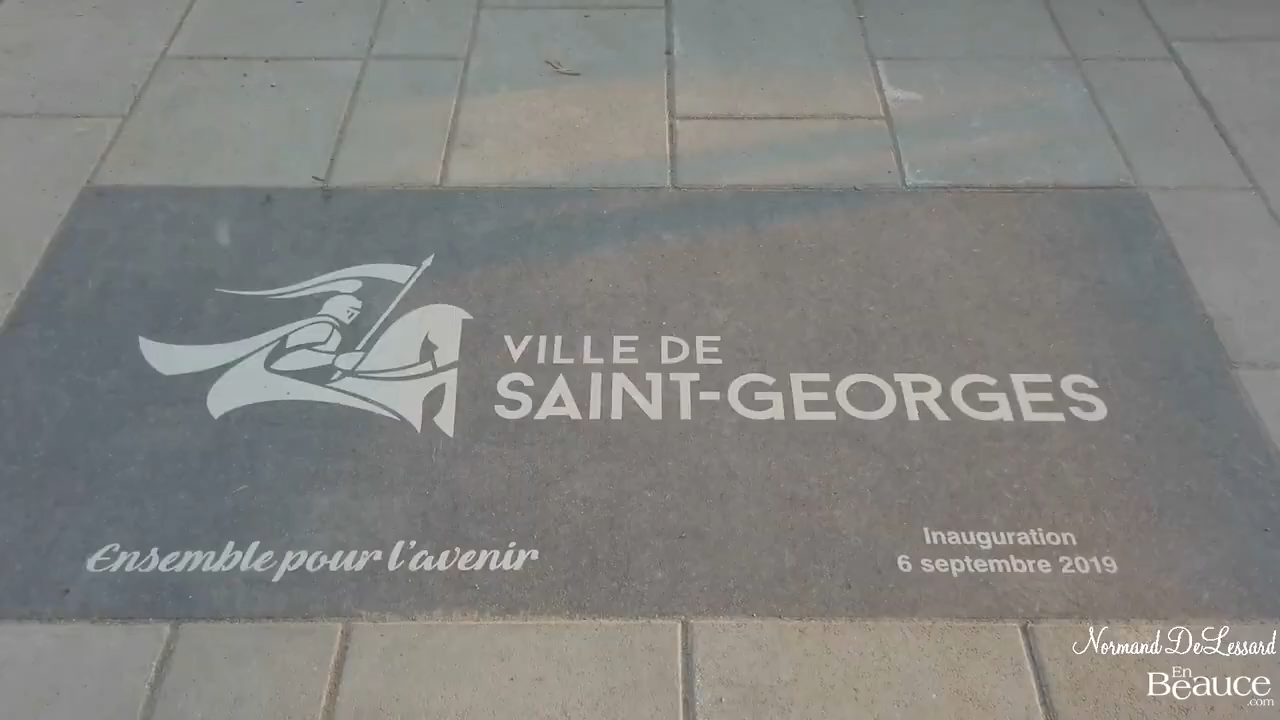 VILLE DE
SAINT-GEORGES
Ensemble pour l'avenir
Inauguration
6 septembre 2019
Normand DeLessard
En
Beauce
.com